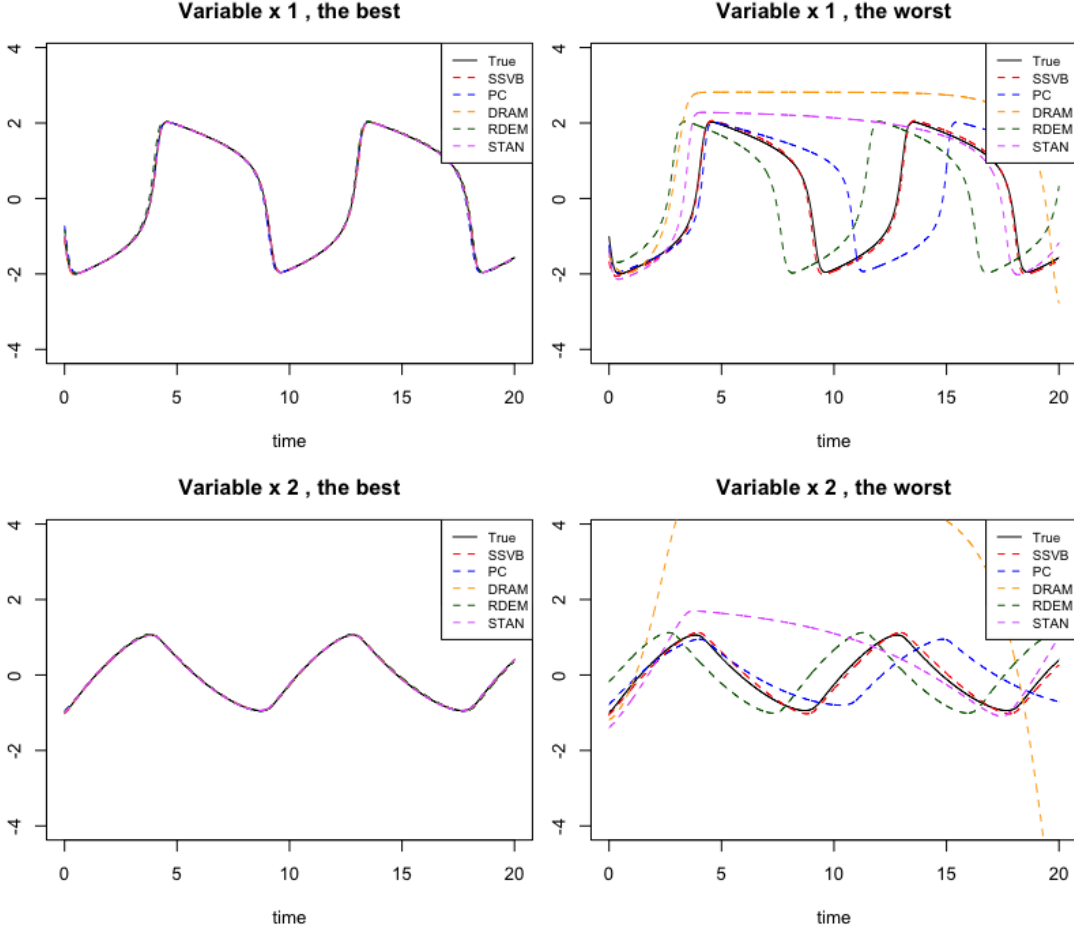 Variable x 1 , the best
4
2
0
-2
-4
0 5 10 15 20
time
True
SSVB
PC
DRAM
RDEM
STAN
Variable x 1 , the worst
4
2
0
-2
-4
0 5 10 15 20
time
True
SSVB
PC
DRAM
RDEM
STAN
Variable x 2 , the best
4
2
0
-2
-4
0 5 10 15 20
time
True
SSVB
PC
DRAM
RDEM
STAN
Variable x 2 , the worst
4
2
0
-2
-4
0 5 10 15 20
time
True
SSVB
PC
DRAM
RDEM
STAN